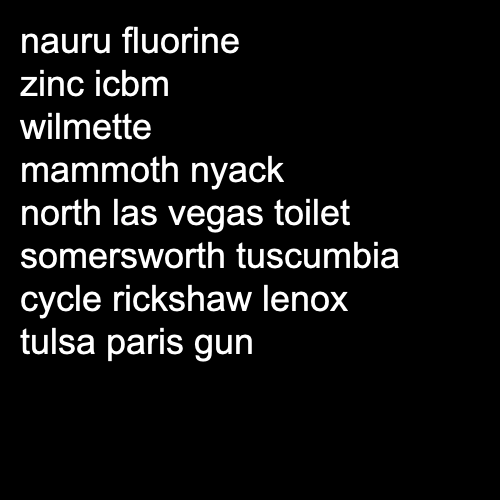 nauru fluorine
zinc icbm
wilmette
mammoth nyack
north las vegas toilet
somersworth tuscumbia
cycle rickshaw lenox
tulsa paris gun